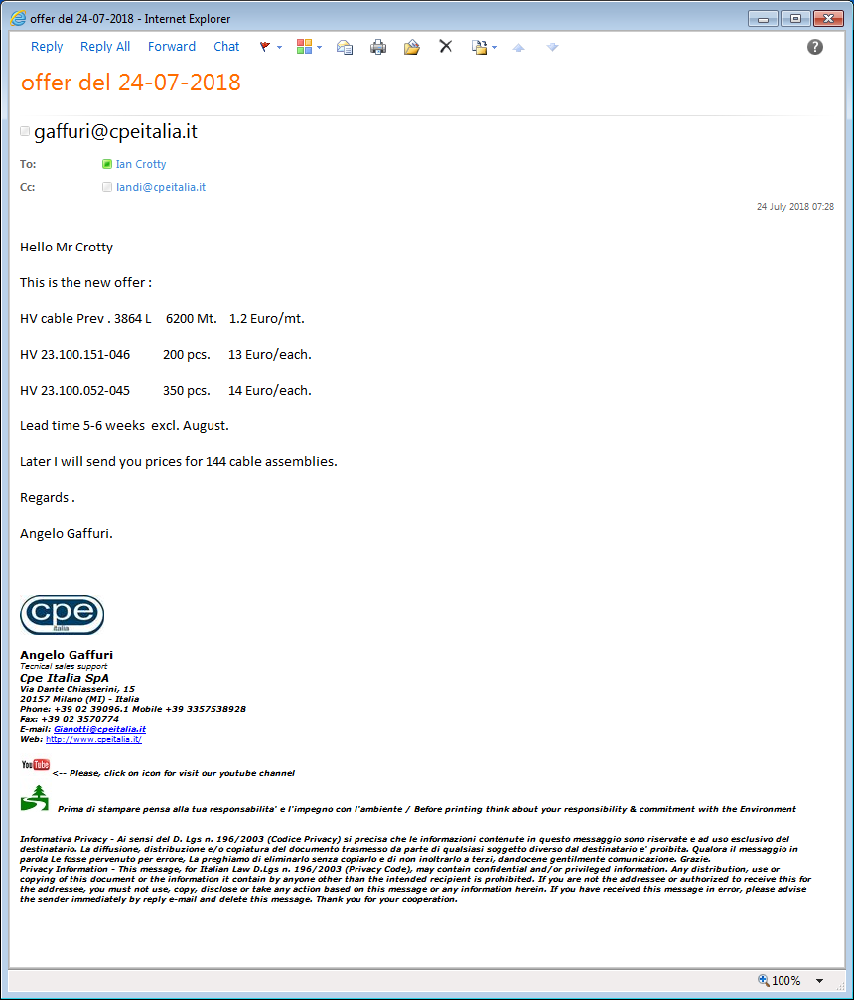 offer del 24-07-2018 - Internet Explorer
Reply Reply All Forward Chat
offer del 24-07-2018
gaffuri@cpeitalia.it
To: Ian Crotty
Cc: landi@cpeitalia.it
24 July 2018 07:28
Hello Mr Crotty
This is the new offer :
HV cable Prev . 3864 L 6200 Mt. 1.2 Euro/mt.
HV 23.100.151-046 200 pcs. 13 Euro/each.
HV 23.100.052-045 350 pcs. 14 Euro/each.
Lead time 5-6 weeks excl. August.
Later I will send you prices for 144 cable assemblies.
Regards .
Angelo Gaffuri.
cpe
italia
Angelo Gaffuri
Tecnical sales support
Cpe Italia SpA
Via Dante Chiasserini, 15
20157 Milano (MI) - Italia
Phone: +39 02 39096.1 Mobile +39 3357538928
Fax: +39 02 3570774
E-mail: Gianotti@cpeitalia.it
Web: http://www.cpeitalia.it/
YouTube <-- Please, click on icon for visit our youtube channel
Prima di stampare pensa alla tua responsabilita' e l'impegno con l'ambiente / Before printing think about your responsibility & commitment with the Environment
Informativa Privacy - Ai sensi del D. Lgs n. 196/2003 (Codice Privacy) si precisa che le informazioni contenute in questo messaggio sono riservate e ad uso esclusivo del
destinatario. La diffusione, distribuzione e/o copiatura del documento trasmesso da parte di qualsiasi soggetto diverso dal destinatario e' proibita. Qualora il messaggio in
parola Le fosse pervenuto per errore, La preghiamo di eliminarlo senza copiarlo e di non inoltrarlo a terzi, dandocene gentilmente comunicazione. Grazie.
Privacy Information - This message, for Italian Law D.Lgs n. 196/2003 (Privacy Code), may contain confidential and/or privileged information. Any distribution, use or
copying of this document or the information it contain by anyone other than the intended recipient is prohibited. If you are not the addressee or authorized to receive this for
the addressee, you must not use, copy, disclose or take any action based on this message or any information herein. If you have received this message in error, please advise
the sender immediately by reply e-mail and delete this message. Thank you for your cooperation.
100%